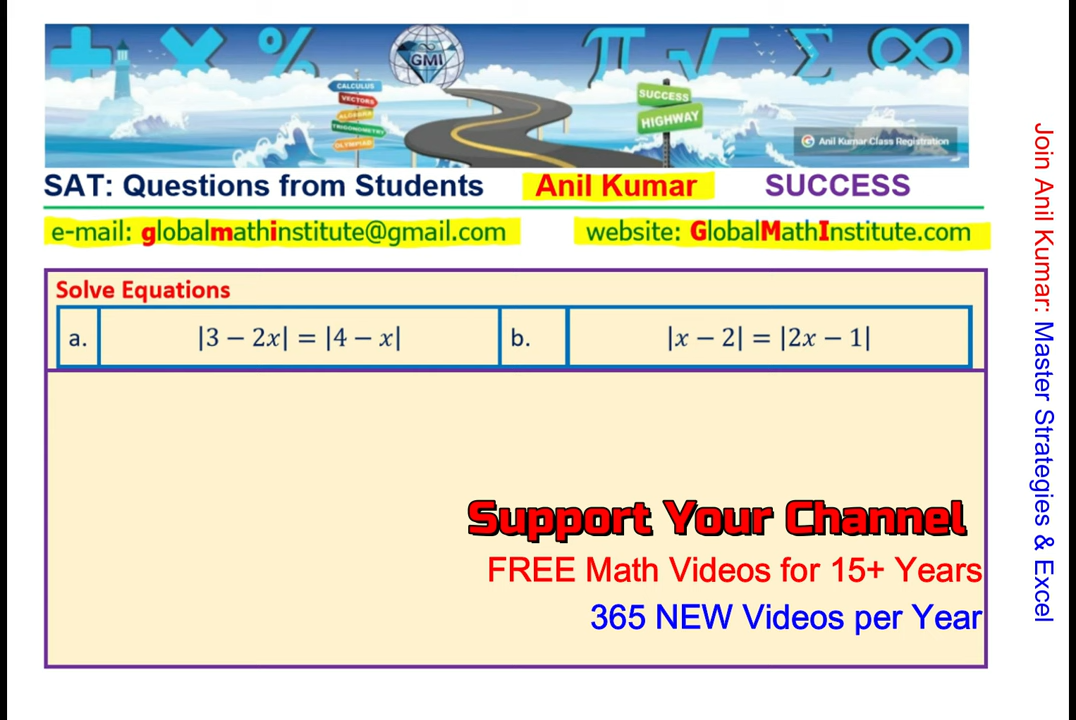 GMI
CALCULUS
VECTORS
ALGEBRA
TRIGONOMETRY
OLYMPIAD
SUCCESS
HIGHWAY
Anil Kumar Class Registration
SAT: Questions from Students Anil Kumar SUCCESS
e-mail: globalmathinstitute@gmail.com website: GlobalMathInstitute.com
Solve Equations
a. |3 − 2x| = |4 − x| b. |x − 2| = |2x − 1|
Support Your Channel
FREE Math Videos for 15+ Years
365 NEW Videos per Year
Join Anil Kumar: Master Strategies & Excel